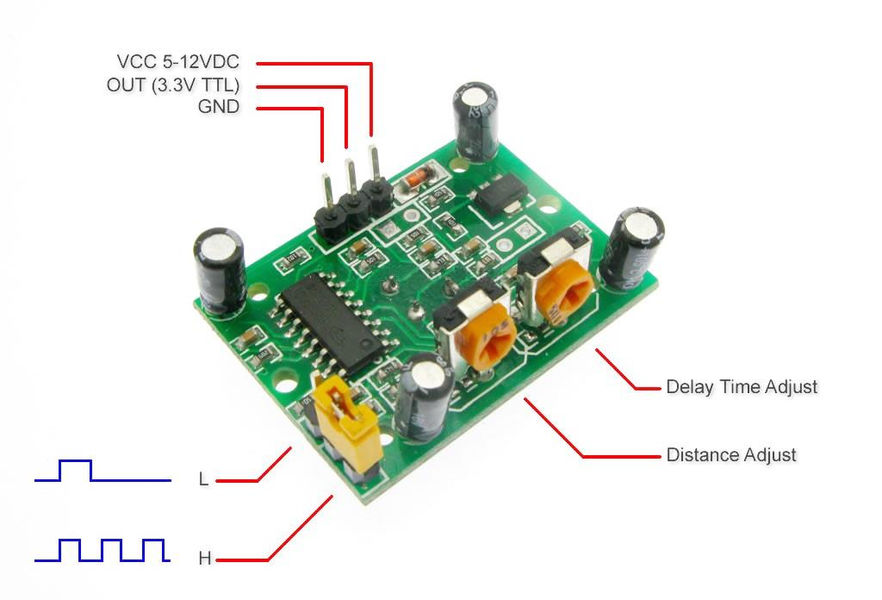 VCC 5-12VDC
OUT (3.3V TTL)
GND
Delay Time Adjust
Distance Adjust
L
H